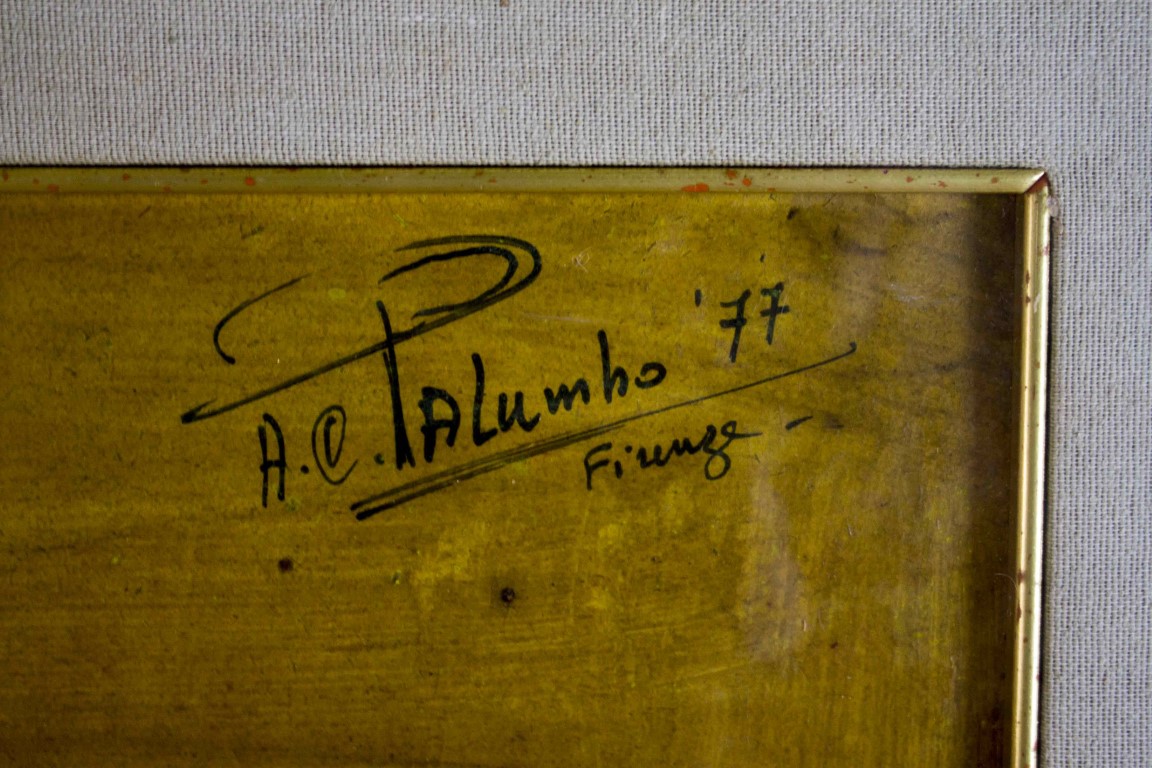 A.C. PALumbo '77
Firenze -